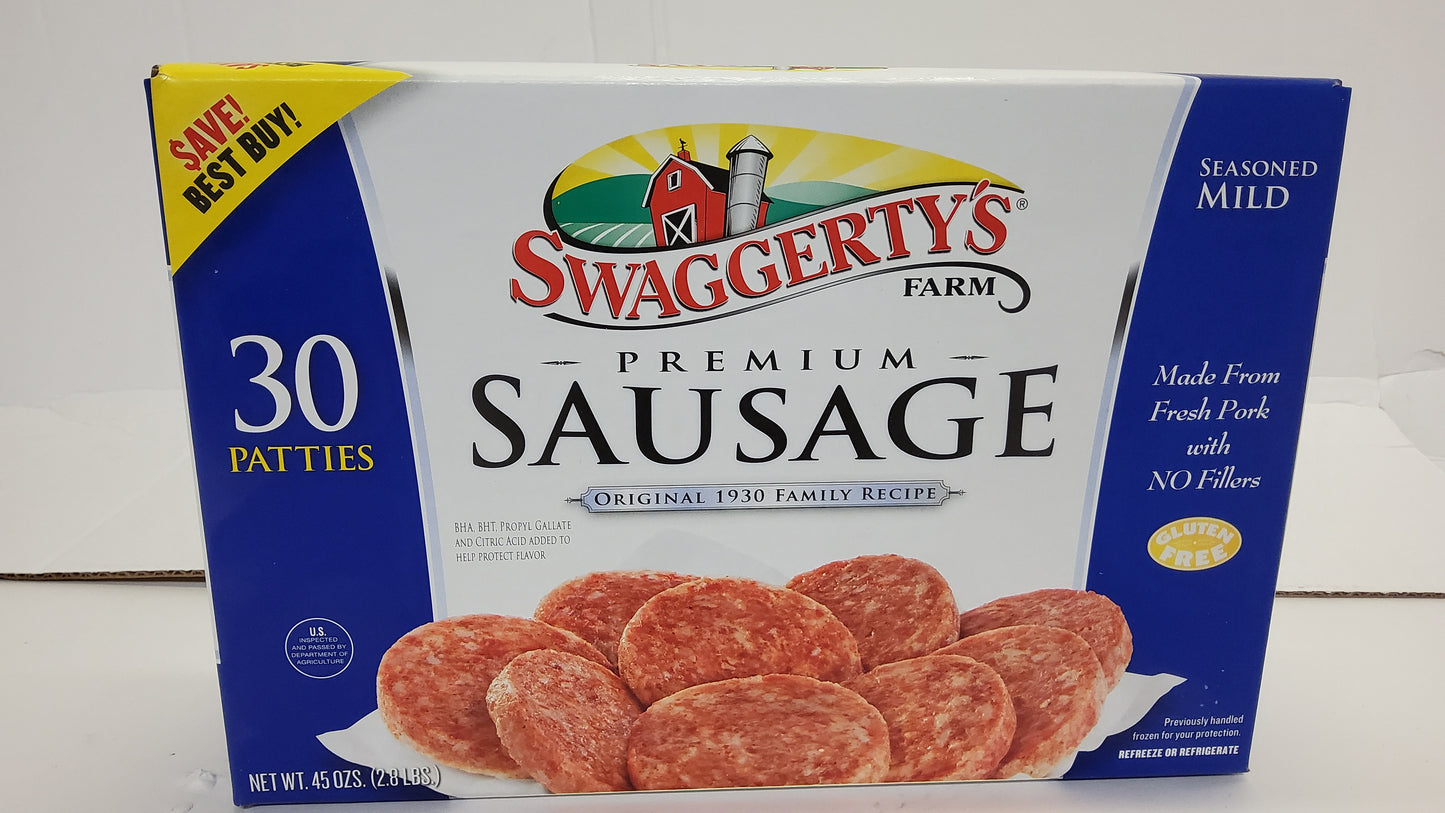 $AVE!
BEST BUY!
SWAGGERTY'S®
FARM
PREMIUM
SAUSAGE
ORIGINAL 1930 FAMILY RECIPE
BHA, BHT, PROPYL GALLATE
AND CITRIC ACID ADDED TO
HELP PROTECT FLAVOR
30
PATTIES
U.S.
INSPECTED
AND PASSED BY
DEPARTMENT OF
AGRICULTURE
NET WT. 45 OZS. (2.8 LBS.)
SEASONED
MILD
Made From
Fresh Pork
with
NO Fillers
GLUTEN
FREE
Previously handled
frozen for your protection.
REFREEZE OR REFRIGERATE